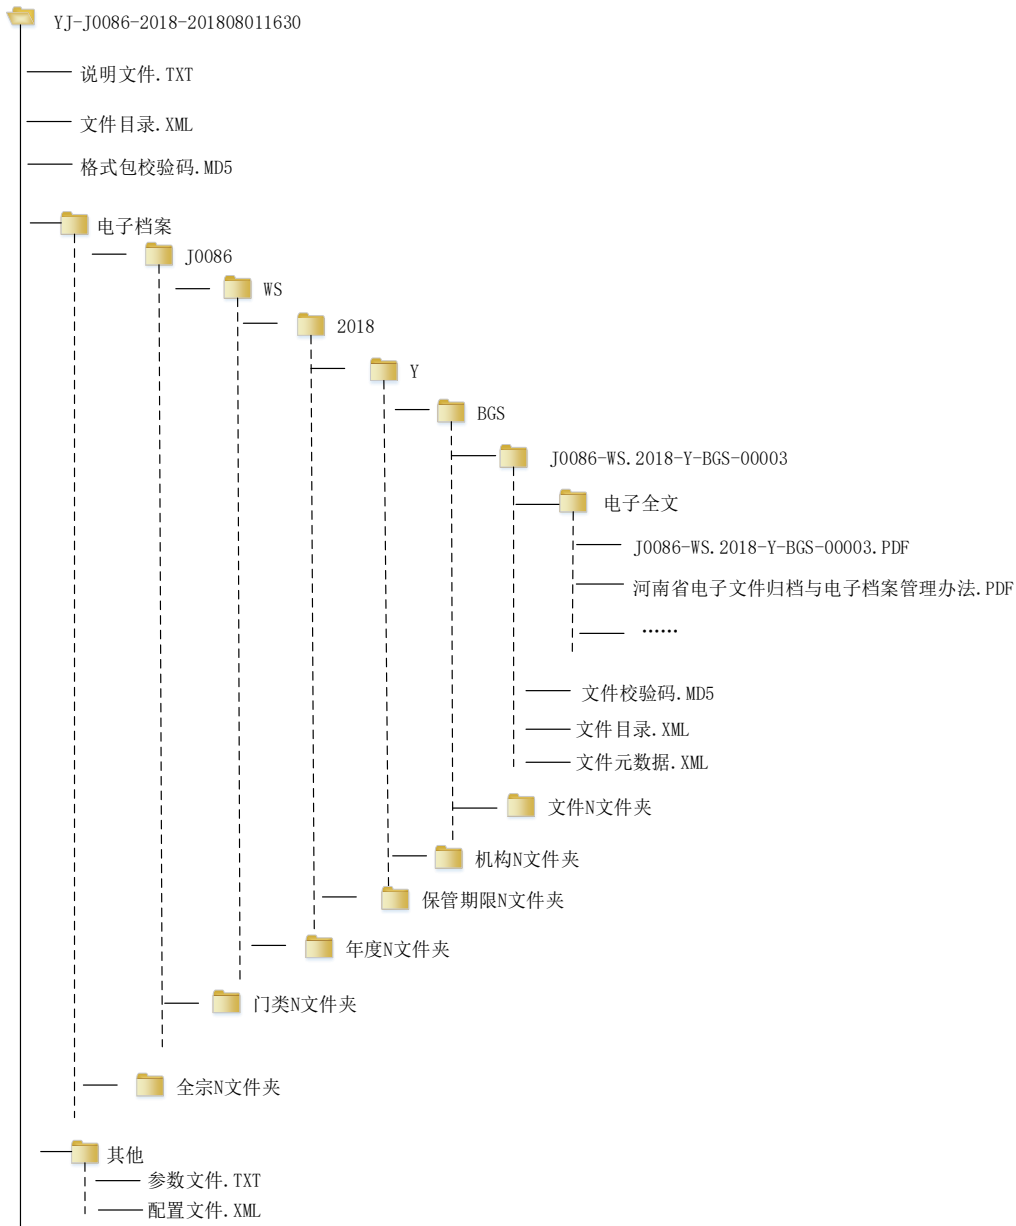 YJ-J0086-2018-201808011630
说明文件.TXT
文件目录.XML
格式包校验码.MD5
电子档案
J0086
WS
2018
Y
BGS
J0086-WS.2018-Y-BGS-00003
电子全文
J0086-WS.2018-Y-BGS-00003.PDF
河南省电子文件归档与电子档案管理办法.PDF
……
文件校验码.MD5
文件目录.XML
文件元数据.XML
文件N文件夹
机构N文件夹
保管期限N文件夹
年度N文件夹
门类N文件夹
全宗N文件夹
其他
参数文件.TXT
配置文件.XML